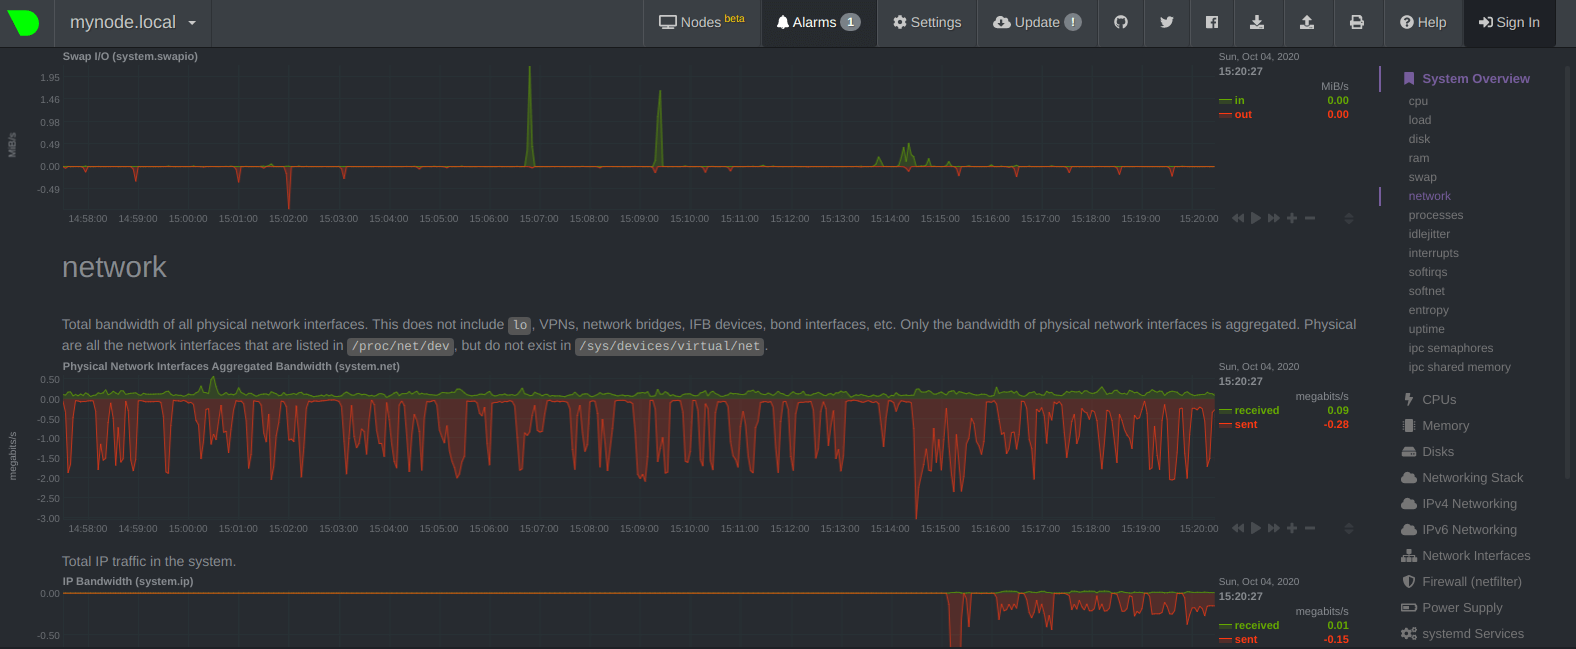 mynode.local
Nodes beta
Alarms 1
Settings
Update !
Help
Sign In
Swap I/O (system.swapio)
Sun, Oct 04, 2020
15:20:27
MiB/s
in 0.00
out 0.00
MiB/s
1.95
1.46
0.98
0.49
0.00
-0.49
14:58:00 14:59:00 15:00:00 15:01:00 15:02:00 15:03:00 15:04:00 15:05:00 15:06:00 15:07:00 15:08:00 15:09:00 15:10:00 15:11:00 15:12:00 15:13:00 15:14:00 15:15:00 15:16:00 15:17:00 15:18:00 15:19:00 15:20:00
network
Total bandwidth of all physical network interfaces. This does not include lo, VPNs, network bridges, IFB devices, bond interfaces, etc. Only the bandwidth of physical network interfaces is aggregated. Physical
are all the network interfaces that are listed in /proc/net/dev, but do not exist in /sys/devices/virtual/net.
Physical Network Interfaces Aggregated Bandwidth (system.net)
Sun, Oct 04, 2020
15:20:27
megabits/s
received 0.09
sent -0.28
megabits/s
0.50
0.00
-0.50
-1.00
-1.50
-2.00
-2.50
-3.00
14:58:00 14:59:00 15:00:00 15:01:00 15:02:00 15:03:00 15:04:00 15:05:00 15:06:00 15:07:00 15:08:00 15:09:00 15:10:00 15:11:00 15:12:00 15:13:00 15:14:00 15:15:00 15:16:00 15:17:00 15:18:00 15:19:00 15:20:00
Total IP traffic in the system.
IP Bandwidth (system.ip)
Sun, Oct 04, 2020
15:20:27
megabits/s
received 0.01
sent -0.15
0.00
-0.50
System Overview
cpu
load
disk
ram
swap
network
processes
idlejitter
interrupts
softirqs
softnet
entropy
uptime
ipc semaphores
ipc shared memory
CPUs
Memory
Disks
Networking Stack
IPv4 Networking
IPv6 Networking
Network Interfaces
Firewall (netfilter)
Power Supply
systemd Services